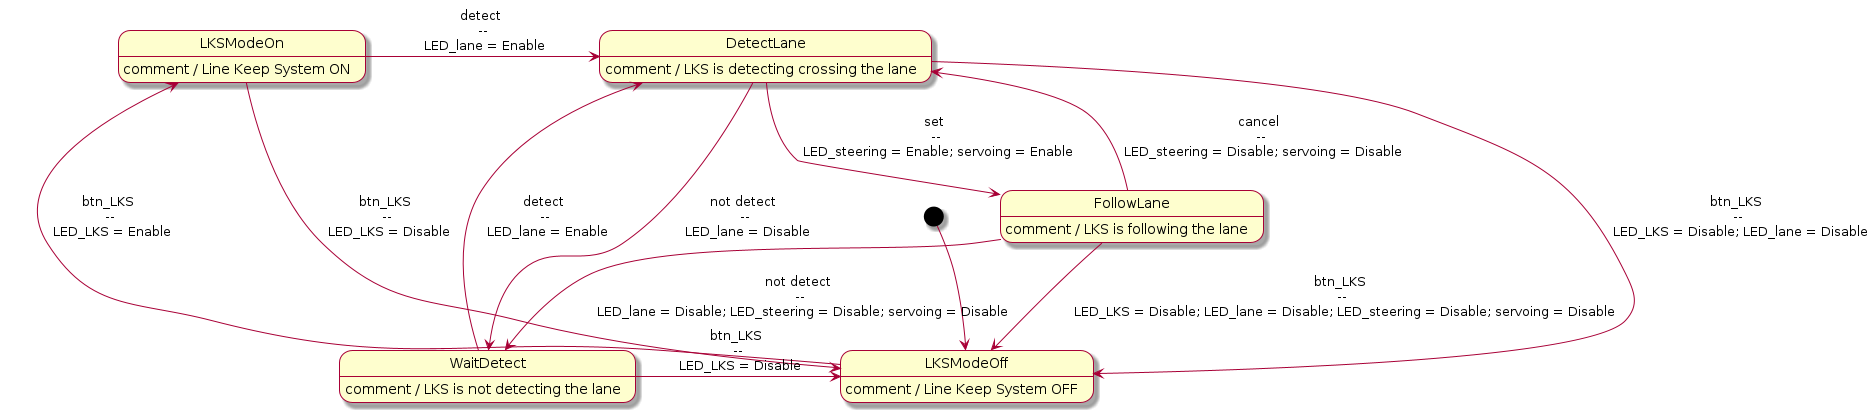 detect
--
LED_lane = Enable
LKSModeOn
comment / Line Keep System ON
DetectLane
comment / LKS is detecting crossing the lane
set
--
LED_steering = Enable; servoing = Enable
cancel
--
LED_steering = Disable; servoing = Disable
btn_LKS
--
LED_LKS = Enable
btn_LKS
--
LED_LKS = Disable
detect
--
LED_lane = Enable
not detect
--
LED_lane = Disable
FollowLane
comment / LKS is following the lane
btn_LKS
--
LED_LKS = Disable; LED_lane = Disable
not detect
--
LED_lane = Disable; LED_steering = Disable; servoing = Disable
btn_LKS
--
LED_LKS = Disable; LED_lane = Disable; LED_steering = Disable; servoing = Disable
btn_LKS
--
LED_LKS = Disable
WaitDetect
comment / LKS is not detecting the lane
LKSModeOff
comment / Line Keep System OFF